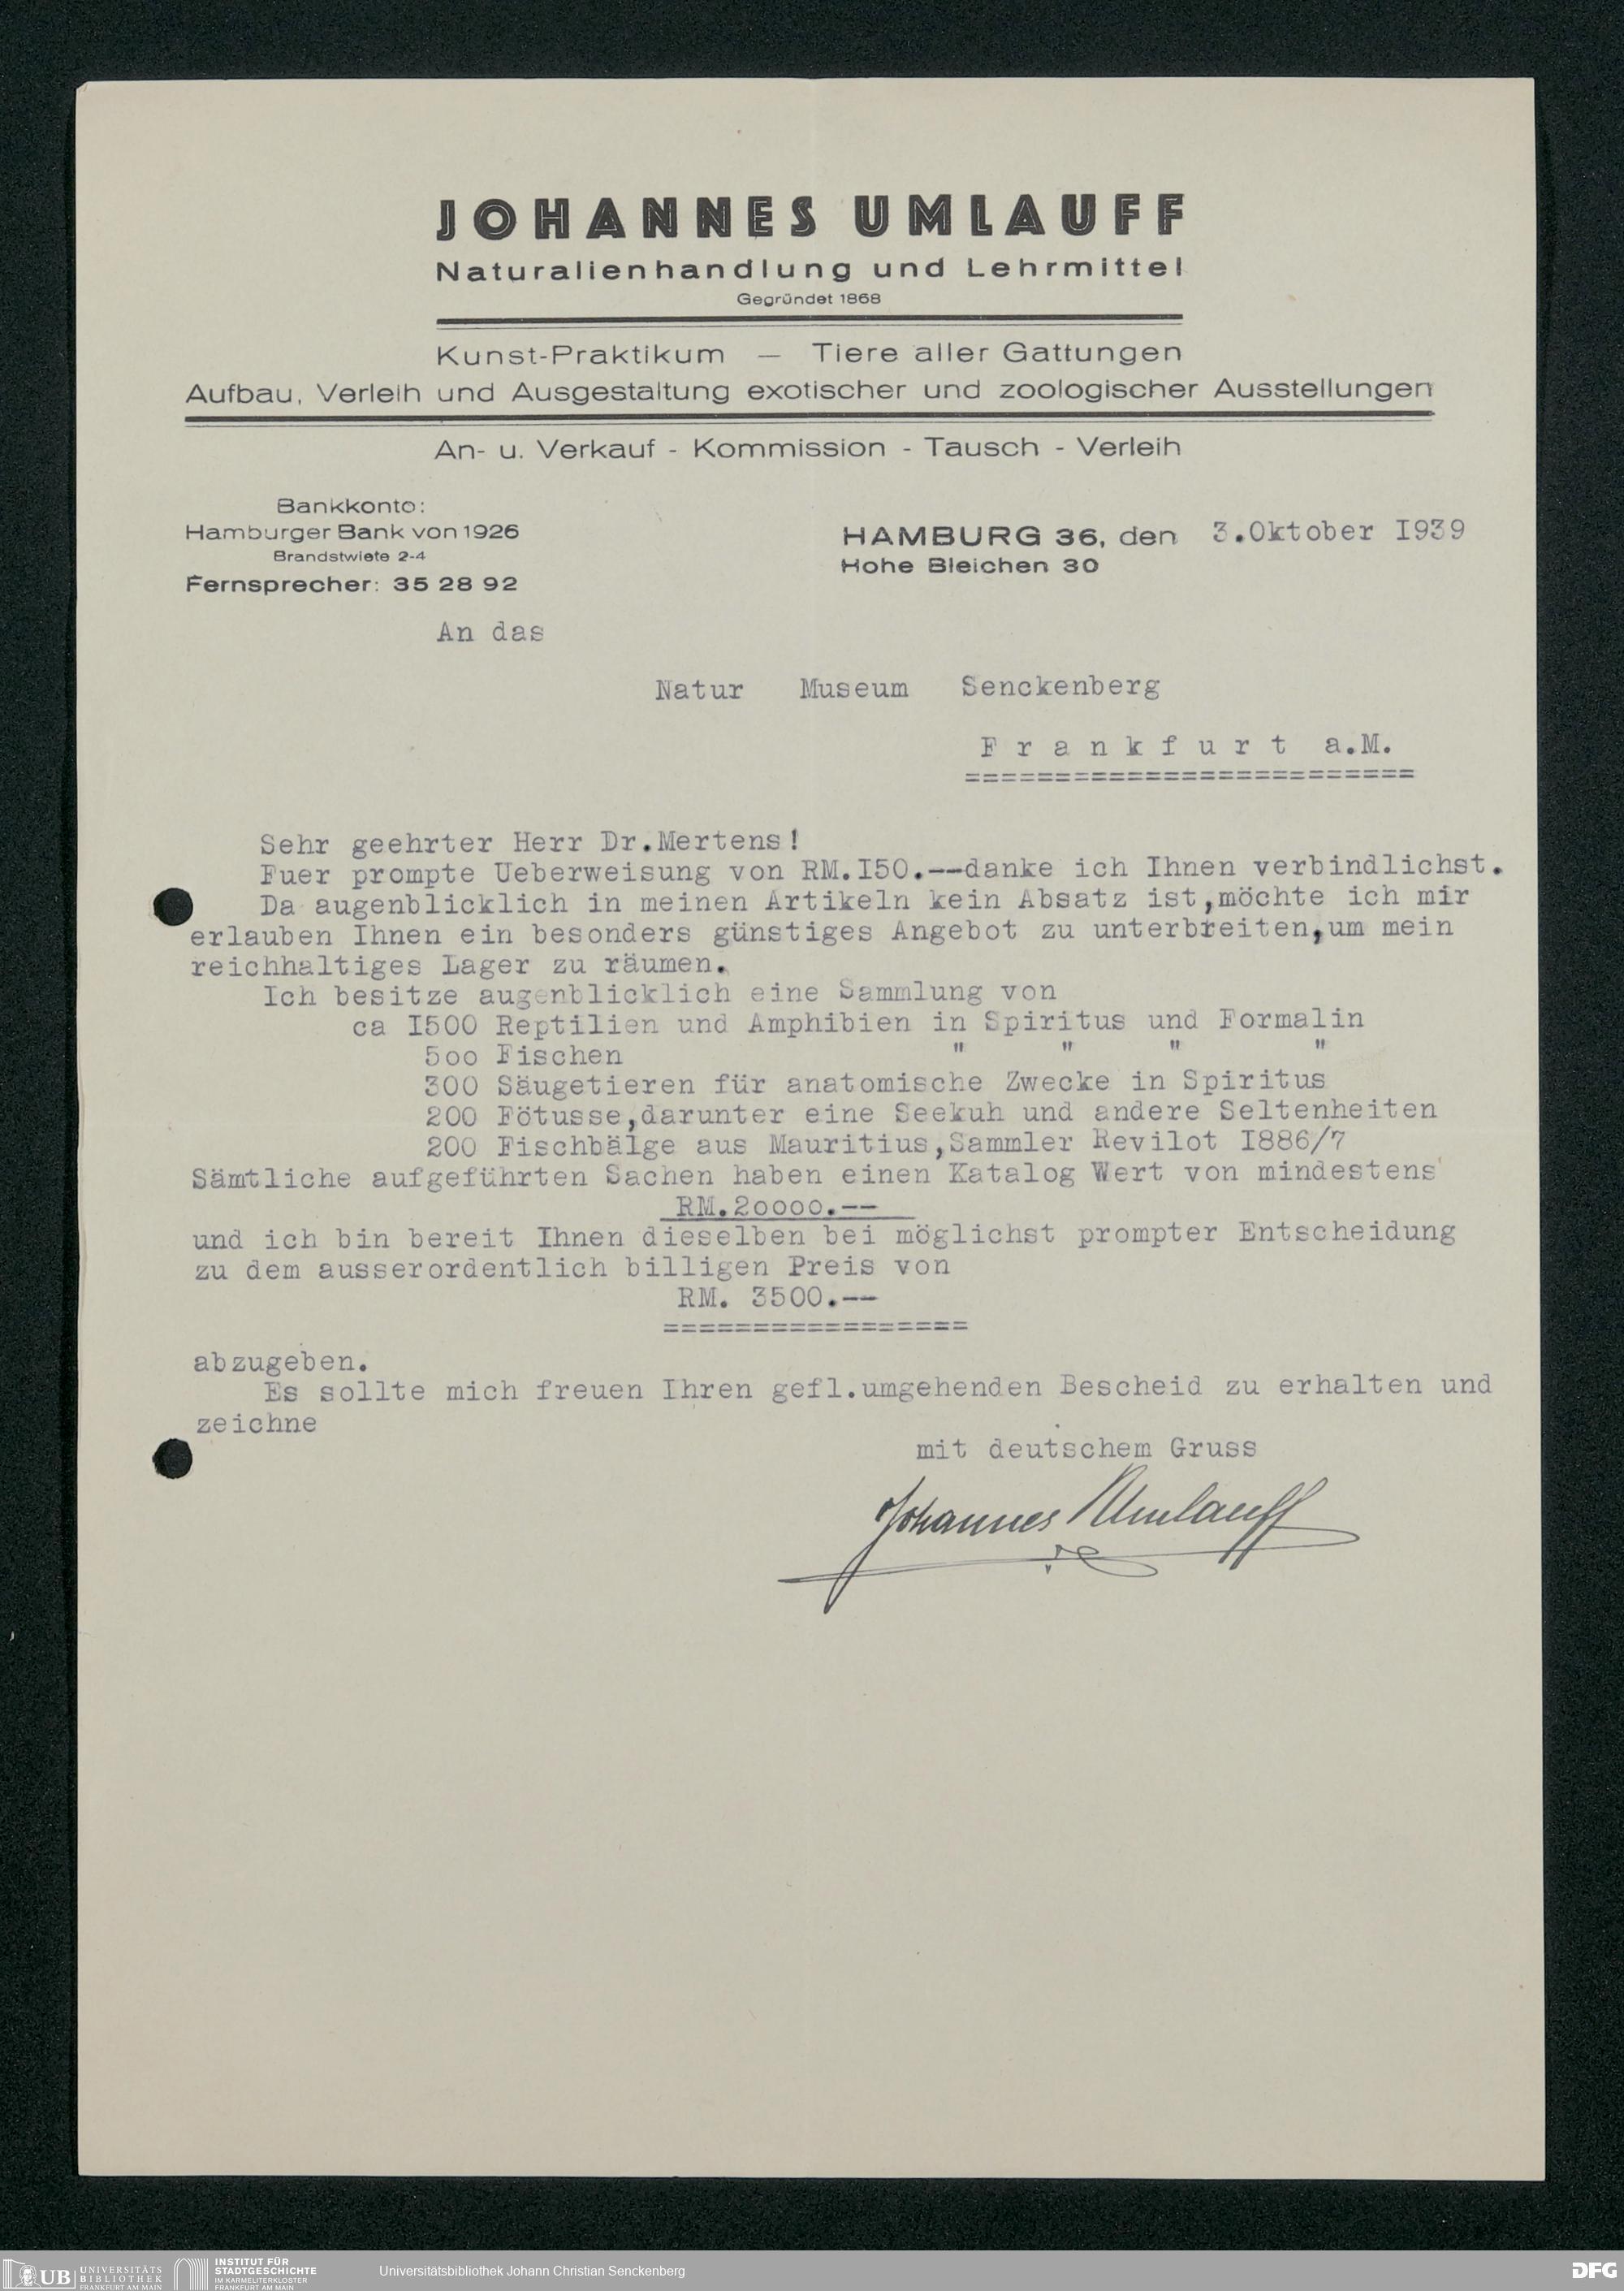 JOHANNES UMLAUFF
Naturalienhandlung und Lehrmittel
Gegründet 1868
Kunst-Praktikum — Tiere aller Gattungen
Aufbau, Verleih und Ausgestaltung exotischer und zoologischer Ausstellungen
An- u. Verkauf - Kommission - Tausch - Verleih
Bankkonto:
Hamburger Bank von 1926
Brandstwiete 2-4
Fernsprecher: 35 28 92
HAMBURG 36, den 3.Oktober I939
Hohe Bleichen 30
An das
Natur Museum Senckenberg
F r a n k f u r t a.M.
=========================
Sehr geehrter Herr Dr.Mertens!
Fuer prompte Ueberweisung von RM.I50.--danke ich Ihnen verbindlichst.
Da augenblicklich in meinen Artikeln kein Absatz ist,möchte ich mir
erlauben Ihnen ein besonders günstiges Angebot zu unterbreiten,um mein
reichhaltiges Lager zu räumen.
Ich besitze augenblicklich eine Sammlung von
ca I500 Reptilien und Amphibien in Spiritus und Formalin
5oo Fischen " " " "
300 Säugetieren für anatomische Zwecke in Spiritus
200 Fötusse,darunter eine Seekuh und andere Seltenheiten
200 Fischbälge aus Mauritius,Sammler Revilot I886/7
Sämtliche aufgeführten Sachen haben einen Katalog Wert von mindestens
RM.20000.--
und ich bin bereit Ihnen dieselben bei möglichst prompter Entscheidung
zu dem ausserordentlich billigen Preis von
RM. 3500.--
=================
abzugeben.
Es sollte mich freuen Ihren gefl.umgehenden Bescheid zu erhalten und
zeichne
mit deutschem Gruss
Johannes Umlauff
UB UNIVERSITÄTS
BIBLIOTHEK
FRANKFURT AM MAIN
INSTITUT FÜR
STADTGESCHICHTE
IM KARMELITERKLOSTER
FRANKFURT AM MAIN
Universitätsbibliothek Johann Christian Senckenberg
DFG